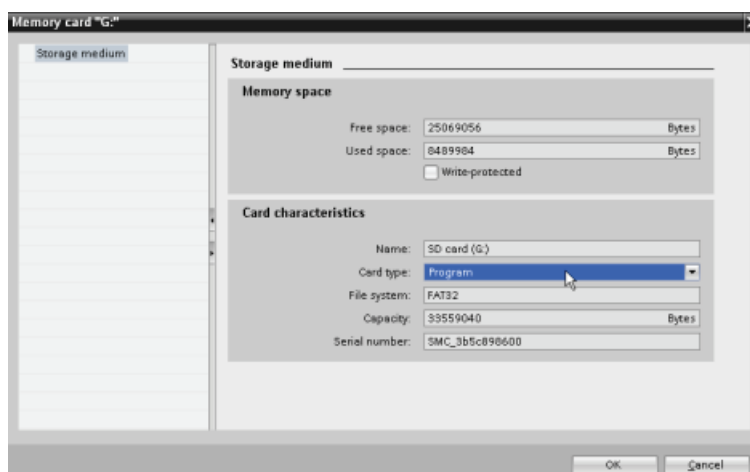 Memory card "G:"
Storage medium
Storage medium
Memory space
Free space: 25069056 Bytes
Used space: 8489984 Bytes
Write-protected
Card characteristics
Name: SD card (G:)
Card type: Program
File system: FAT32
Capacity: 33559040 Bytes
Serial number: SMC_3b5c898600
OK Cancel